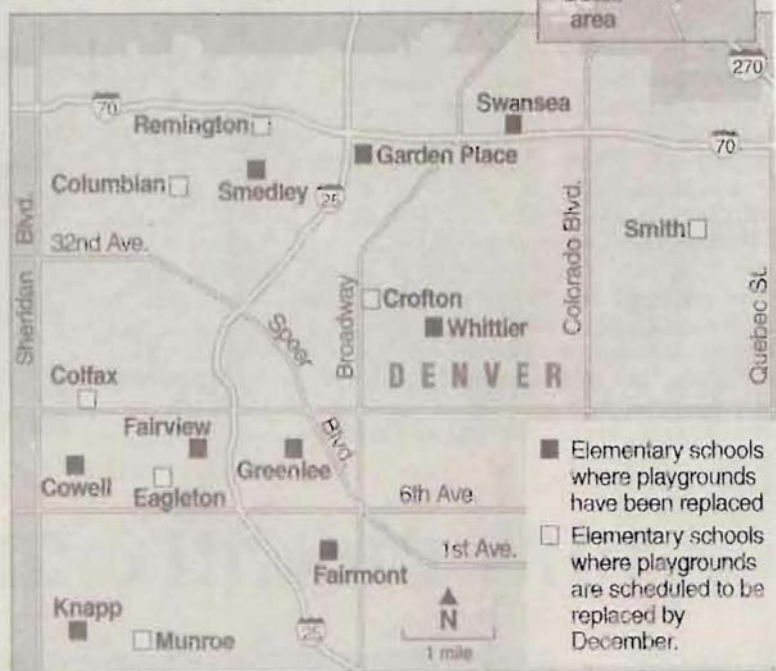 area
270
70
Swansea
Remington
Garden Place
70
Columbian
Smedley
25
Blvd.
Colorado Blvd.
Smith
32nd Ave.
Sheridan
Broadway
Crofton
Speer
Whittier
Quebec St.
Colfax
DENVER
Fairview
Blvd.
Cowell
Eagleton
Greenlee
6th Ave.
1st Ave.
Fairmont
Knapp
Munroe
25
N
1 mile
Elementary schools
where playgrounds
have been replaced
Elementary schools
where playgrounds
are scheduled to be
replaced by
December.